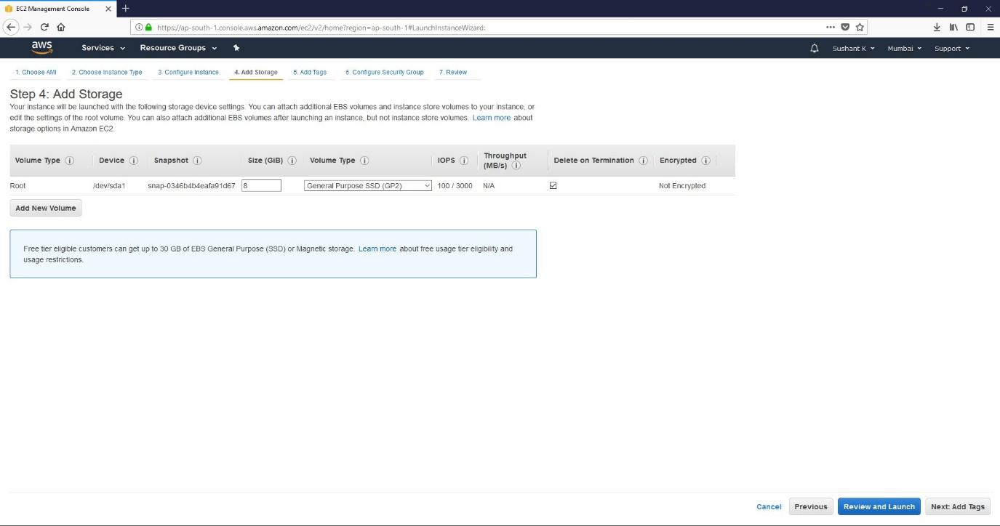 EC2 Management Console
https://ap-south-1.console.aws.amazon.com/ec2/v2/home?region=ap-south-1#LaunchInstanceWizard:
aws Services Resource Groups Sushant K Mumbai Support
1. Choose AMI 2. Choose Instance Type 3. Configure Instance 4. Add Storage 5. Add Tags 6. Configure Security Group 7. Review
Step 4: Add Storage
Your instance will be launched with the following storage device settings. You can attach additional EBS volumes and instance store volumes to your instance, or
edit the settings of the root volume. You can also attach additional EBS volumes after launching an instance, but not instance store volumes. Learn more about
storage options in Amazon EC2.
Volume Type Device Snapshot Size (GiB) Volume Type IOPS Throughput (MB/s) Delete on Termination Encrypted
Root /dev/sda1 snap-0346b4b4eafa91d67 8 General Purpose SSD (GP2) 100 / 3000 N/A Not Encrypted
Add New Volume
Free tier eligible customers can get up to 30 GB of EBS General Purpose (SSD) or Magnetic storage. Learn more about free usage tier eligibility and
usage restrictions.
Cancel Previous Review and Launch Next: Add Tags